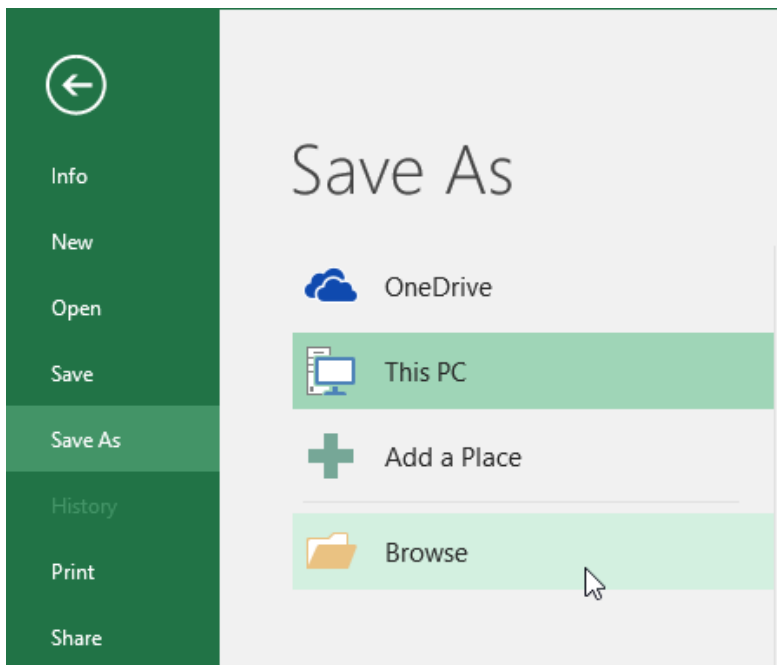 Info
New
Open
Save
Save As
History
Print
Share
Save As
OneDrive
This PC
Add a Place
Browse